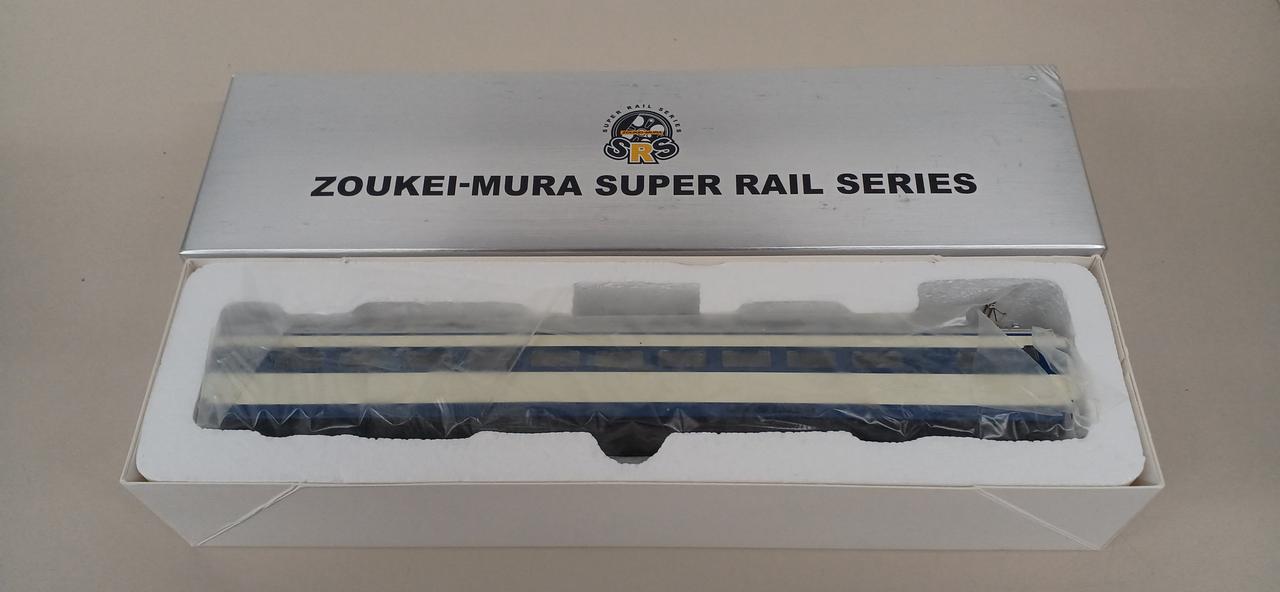 SUPER RAIL SERIES
SRS
ZOUKEI-MURA SUPER RAIL SERIES